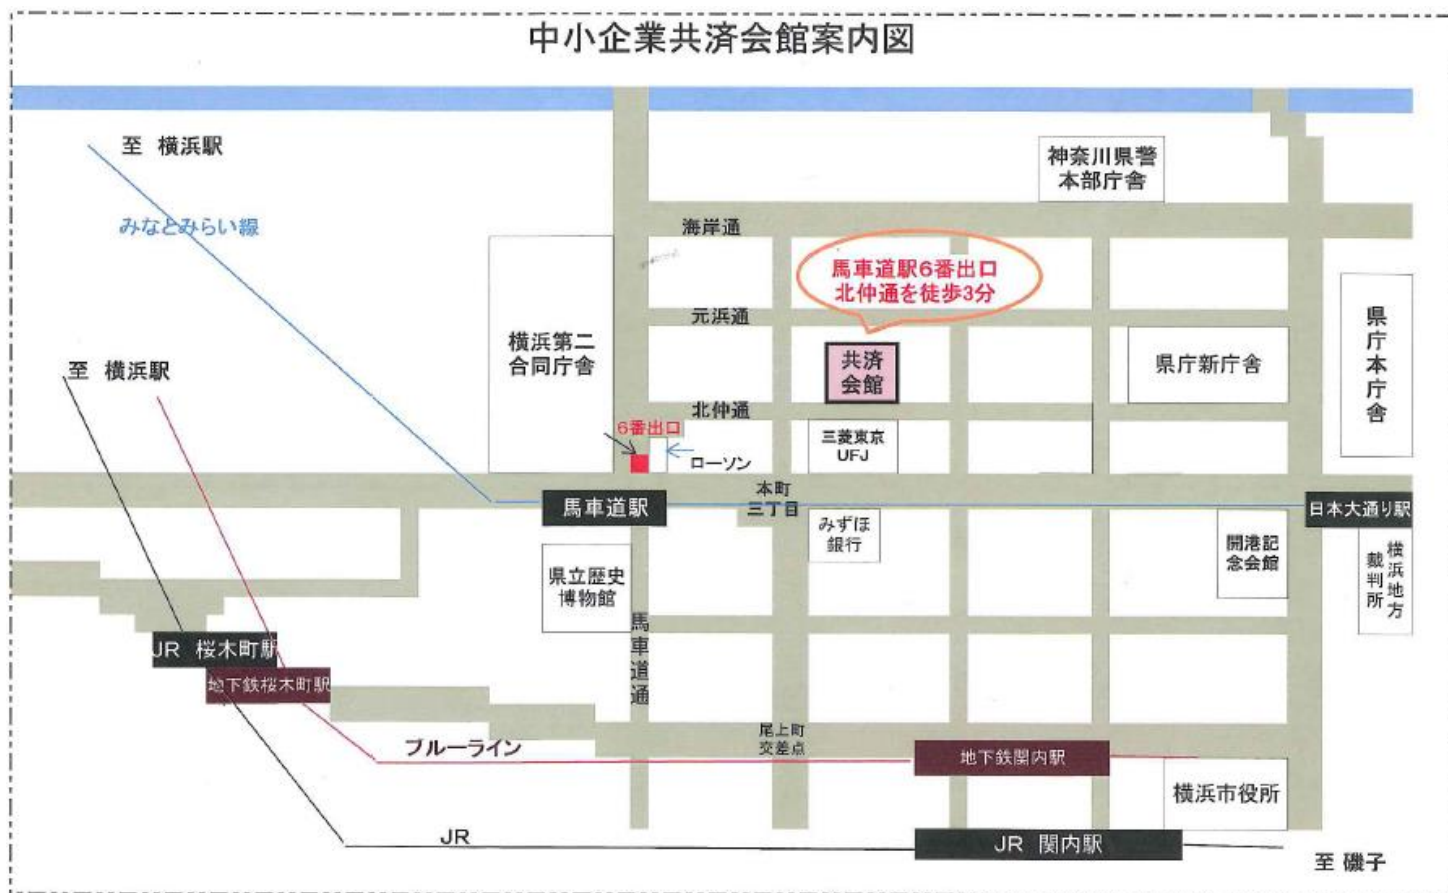 中小企業共済会館案内図
至 横浜駅
神奈川県警
本部庁舎
みなとみらい線
海岸通
馬車道駅6番出口
北仲通を徒歩3分
元浜通
横浜第二
合同庁舎
共済
会館
県庁新庁舎
県庁本庁舎
至 横浜駅
北仲通
6番出口
ローソン
三菱東京
UFJ
本町
三丁目
馬車道駅
日本大通り駅
みずほ
銀行
開港記
念会館
横浜地方
裁判所
県立歴史
博物館
馬車道通
JR 桜木町駅
地下鉄桜木町駅
尾上町
交差点
ブルーライン
地下鉄関内駅
横浜市役所
JR
JR 関内駅
至 磯子